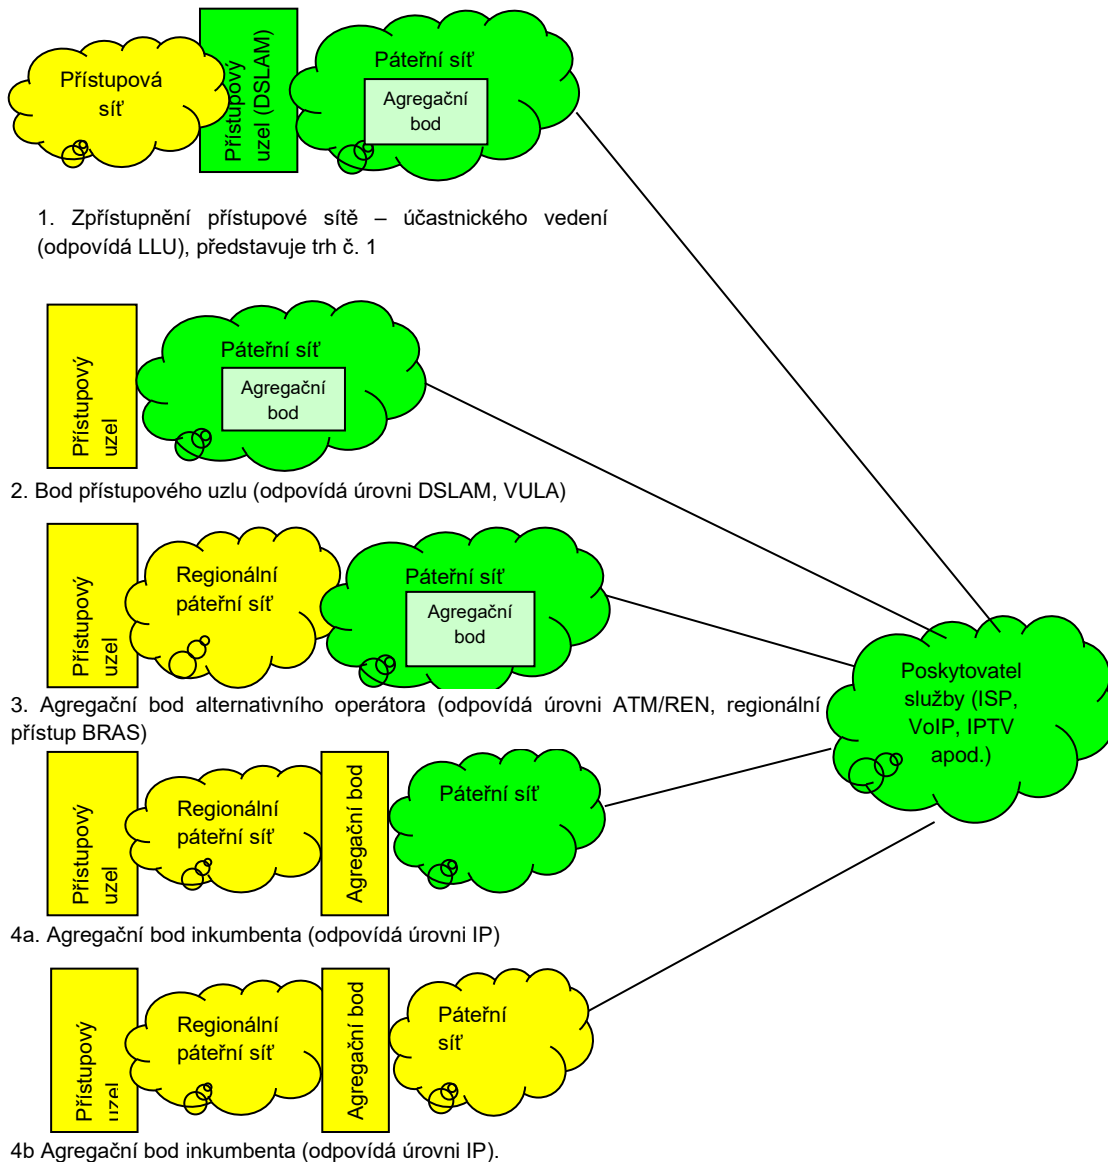 Přístupová
síť
Přístupový
uzel (DSLAM)
Páteřní síť
Agregační
bod
1. Zpřístupnění přístupové sítě – účastnického vedení
(odpovídá LLU), představuje trh č. 1
Přístupový
uzel
Páteřní síť
Agregační
bod
2. Bod přístupového uzlu (odpovídá úrovni DSLAM, VULA)
Přístupový
uzel
Regionální
páteřní síť
Páteřní síť
Agregační
bod
Poskytovatel
služby (ISP,
VoIP, IPTV
apod.)
3. Agregační bod alternativního operátora (odpovídá úrovni ATM/REN, regionální
přístup BRAS)
Přístupový
uzel
Regionální
páteřní síť
Agregační bod
Páteřní síť
4a. Agregační bod inkumbenta (odpovídá úrovni IP)
Přístupový
uzel
Regionální
páteřní síť
Agregační bod
Páteřní
síť
4b Agregační bod inkumbenta (odpovídá úrovni IP).